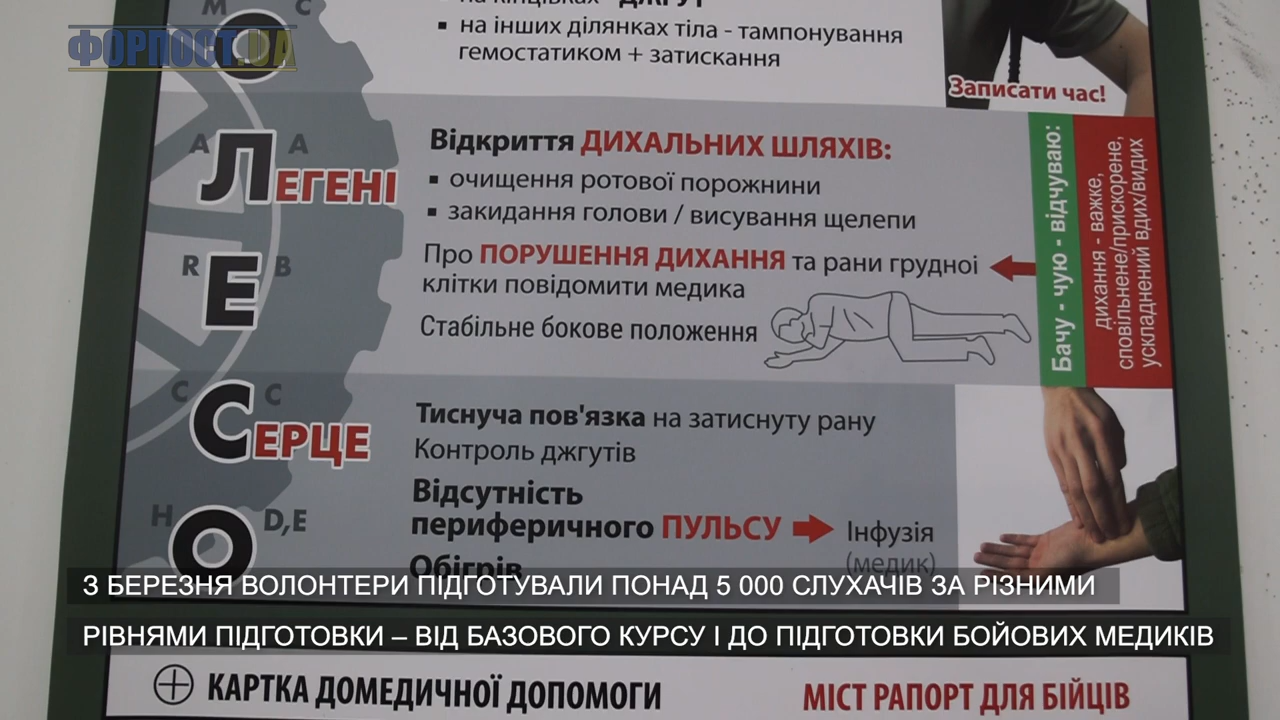 M C
ФОРПОСТ.UA
О
на кінцівках - ДЖГУТ
▪ на інших ділянках тіла - тампонування
гемостатиком + затискання
Записати час!
A A
ЛЕГЕНІ
Відкриття ДИХАЛЬНИХ ШЛЯХІВ:
▪ очищення ротової порожнини
▪ закидання голови / висування щелепи
R B
Е
Про ПОРУШЕННЯ ДИХАННЯ та рани грудної
клітки повідомити медика
Стабільне бокове положення
Бачу - чую - відчуваю:
дихання - важке,
сповільнене/прискорене,
ускладнений вдих/видих
C C
СЕРЦЕ
Тиснуча пов'язка на затиснуту рану
Контроль джгутів
Відсутність
периферичного ПУЛЬСУ
Інфузія
(медик)
H D,E
О
Обігрів
З БЕРЕЗНЯ ВОЛОНТЕРИ ПІДГОТУВАЛИ ПОНАД 5 000 СЛУХАЧІВ ЗА РІЗНИМИ
РІВНЯМИ ПІДГОТОВКИ – ВІД БАЗОВОГО КУРСУ І ДО ПІДГОТОВКИ БОЙОВИХ МЕДИКІВ
КАРТКА ДОМЕДИЧНОЇ ДОПОМОГИ
МІСТ РАПОРТ ДЛЯ БІЙЦІВ